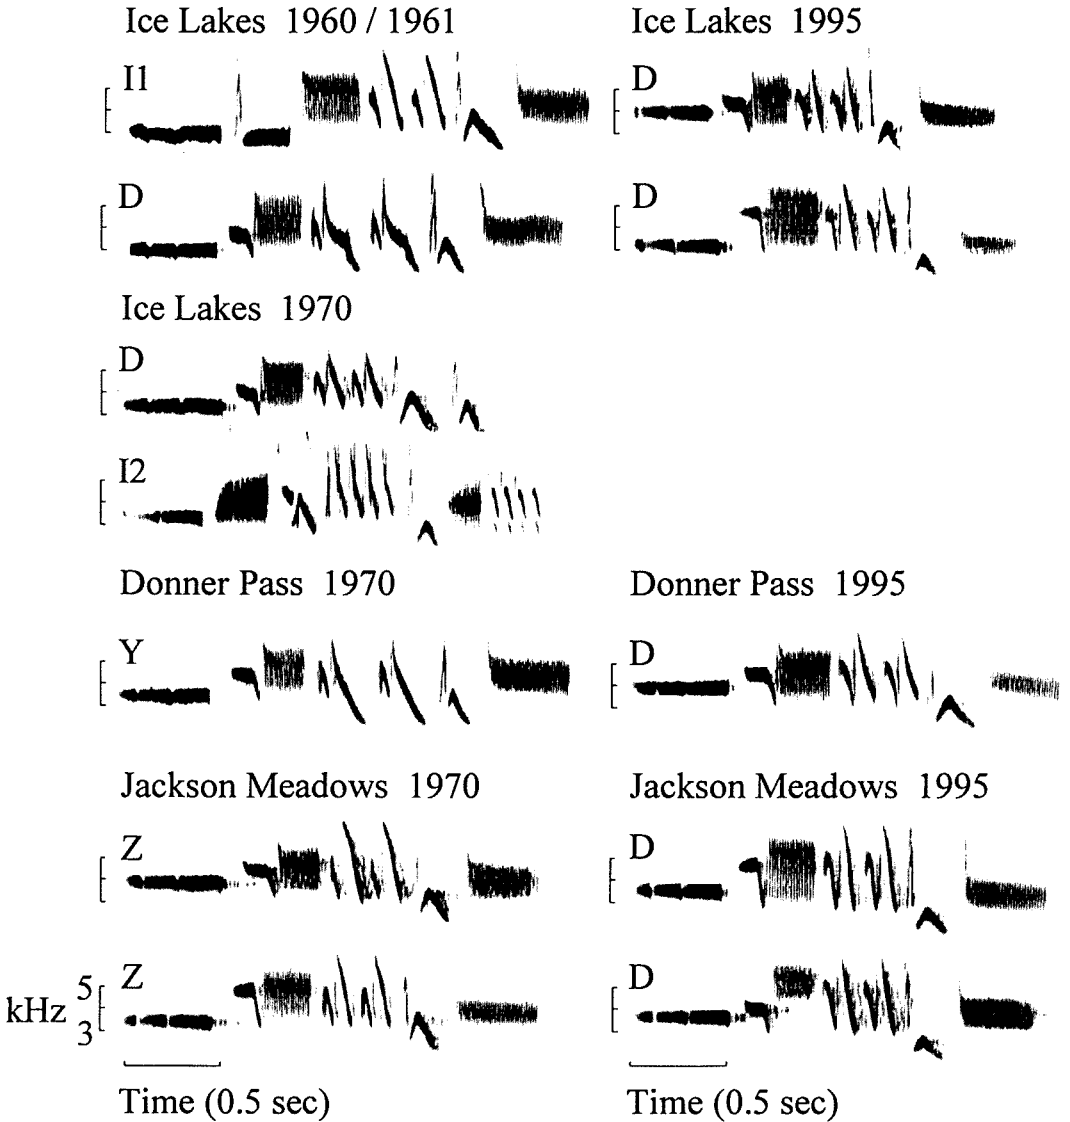 Ice Lakes 1960 / 1961
Ice Lakes 1995
I1
D
D
D
Ice Lakes 1970
D
I2
Donner Pass 1970
Donner Pass 1995
Y
D
Jackson Meadows 1970
Jackson Meadows 1995
Z
D
Z
D
5
kHz
3
Time (0.5 sec)
Time (0.5 sec)